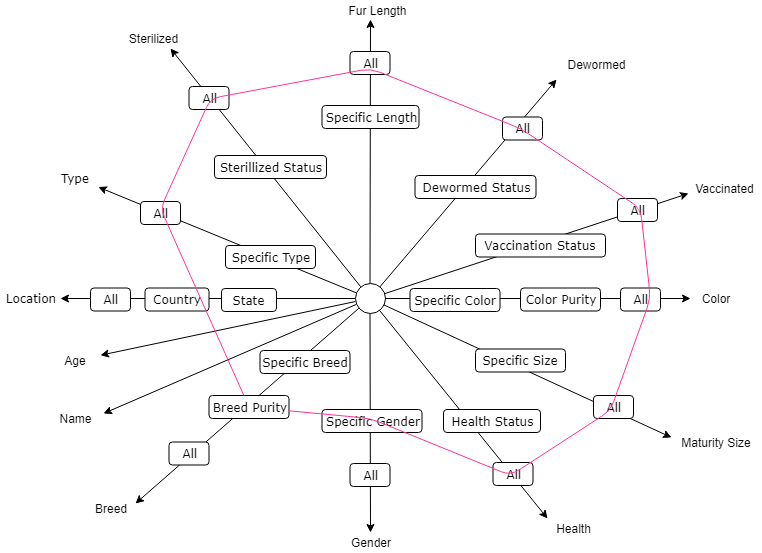 Fur Length
Sterilized
All
Dewormed
All
Specific Length
All
Sterillized Status
Type
Dewormed Status
Vaccinated
All
All
Vaccination Status
Specific Type
Location
All
Country
State
Specific Color
Color Purity
All
Color
Age
Specific Breed
Specific Size
Name
Breed Purity
All
Specific Gender
Health Status
Maturity Size
All
All
All
Breed
Health
Gender